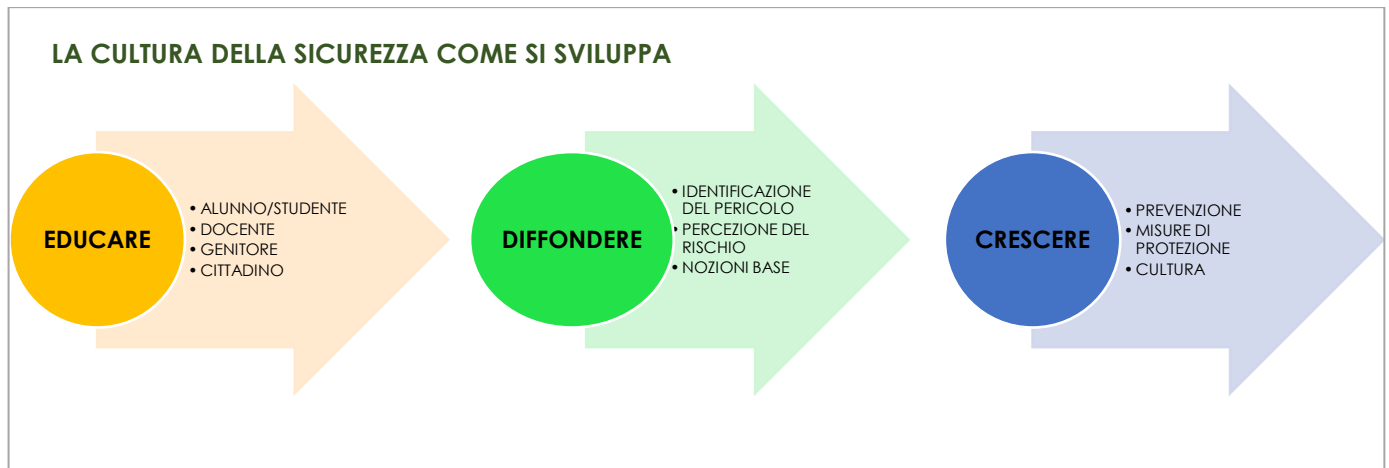 LA CULTURA DELLA SICUREZZA COME SI SVILUPPA
EDUCARE
• ALUNNO/STUDENTE
• DOCENTE
• GENITORE
• CITTADINO
DIFFONDERE
• IDENTIFICAZIONE
DEL PERICOLO
• PERCEZIONE DEL
RISCHIO
• NOZIONI BASE
CRESCERE
• PREVENZIONE
• MISURE DI
PROTEZIONE
• CULTURA